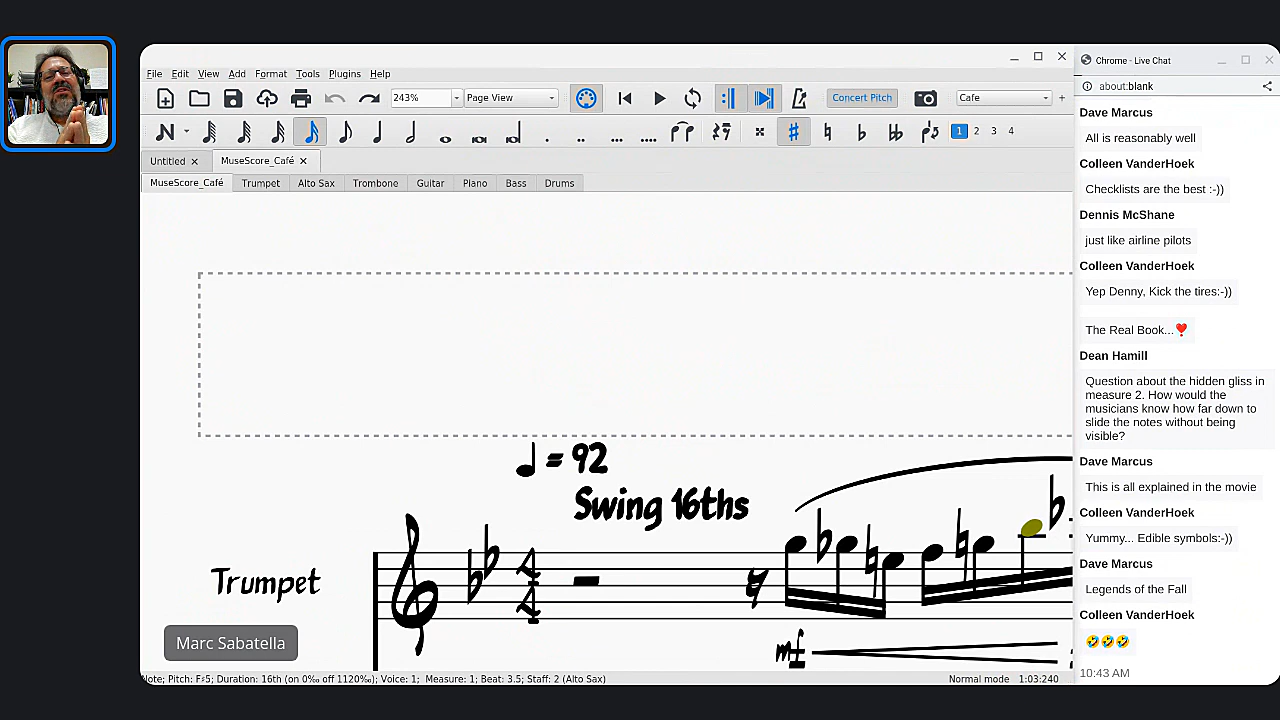 File Edit View Add Format Tools Plugins Help
243% Page View Concert Pitch Cafe +
1 2 3 4
Untitled × MuseScore_Café ×
MuseScore_Café Trumpet Alto Sax Trombone Guitar Piano Bass Drums
= 92
Swing 16ths
Trumpet
mf
Marc Sabatella
Note; Pitch: F♯5; Duration: 16th (on 0‰ off 1120‰); Voice: 1; Measure: 1; Beat: 3.5; Staff: 2 (Alto Sax) Normal mode 1:03:240
Chrome - Live Chat
about:blank
Dave Marcus
All is reasonably well
Colleen VanderHoek
Checklists are the best :-))
Dennis McShane
just like airline pilots
Colleen VanderHoek
Yep Denny, Kick the tires:-))
The Real Book...❣️
Dean Hamill
Question about the hidden gliss in
measure 2. How would the
musicians know how far down to
slide the notes without being
visible?
Dave Marcus
This is all explained in the movie
Colleen VanderHoek
Yummy... Edible symbols:-))
Dave Marcus
Legends of the Fall
Colleen VanderHoek
🤣🤣🤣
10:43 AM